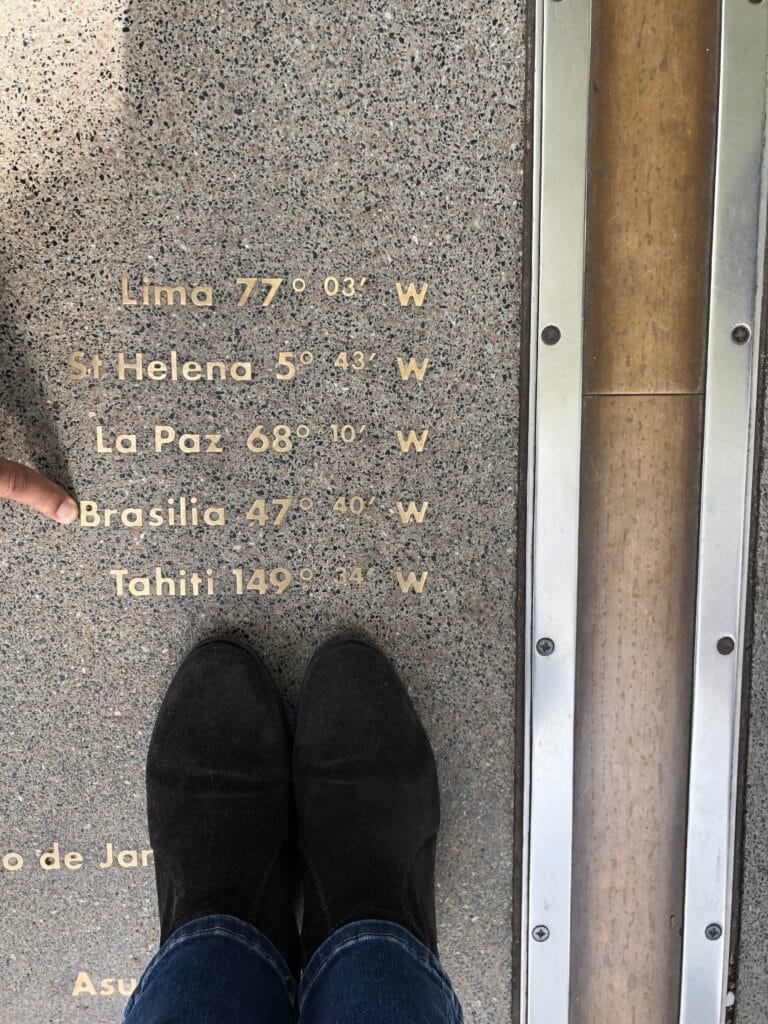 Lima 77° 03′ W
St Helena 5° 43′ W
La Paz 68° 10′ W
Brasilia 47° 40′ W
Tahiti 149° 34′ W
o de Jan
Asu